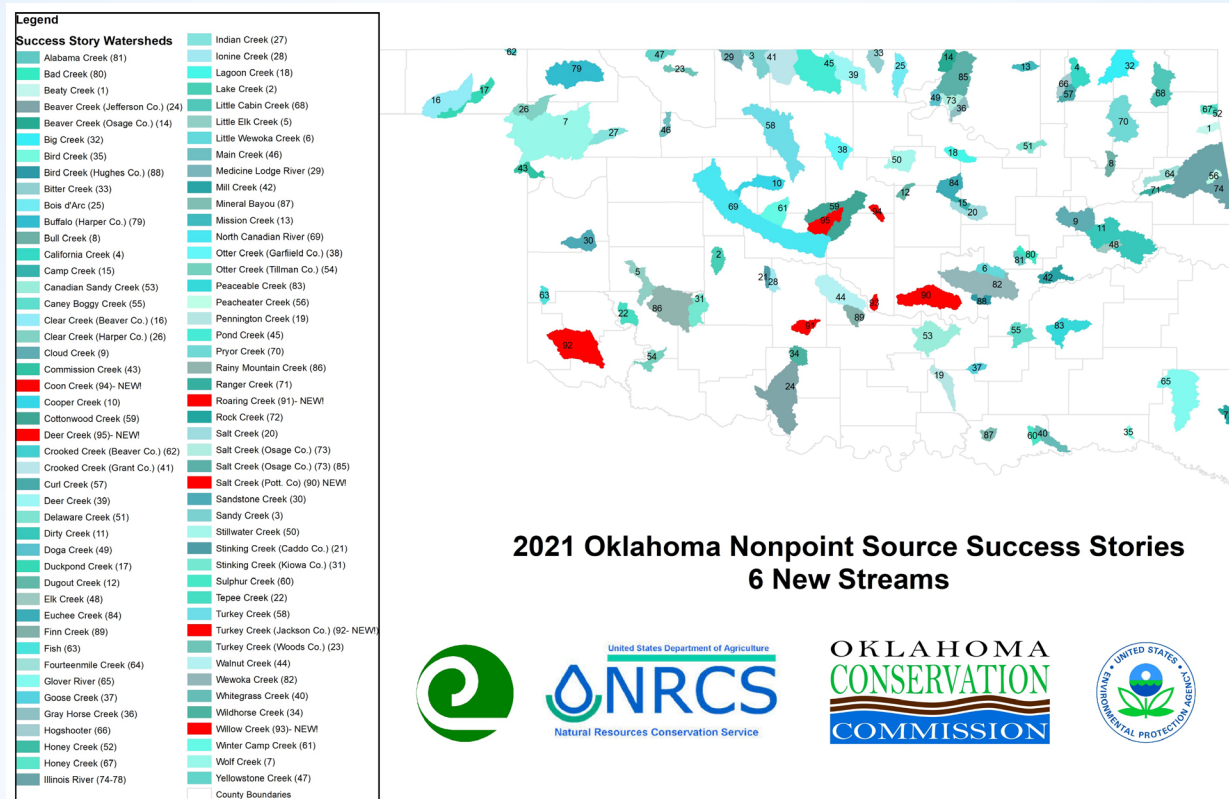 Legend
Success Story Watersheds
Alabama Creek (81)
Bad Creek (80)
Beaty Creek (1)
Beaver Creek (Jefferson Co.) (24)
Beaver Creek (Osage Co.) (14)
Big Creek (32)
Bird Creek (35)
Bird Creek (Hughes Co.) (88)
Bitter Creek (33)
Bois d'Arc (25)
Buffalo (Harper Co.) (79)
Bull Creek (8)
California Creek (4)
Camp Creek (15)
Canadian Sandy Creek (53)
Caney Boggy Creek (55)
Clear Creek (Beaver Co.) (16)
Clear Creek (Harper Co.) (26)
Cloud Creek (9)
Commission Creek (43)
Coon Creek (94)- NEW!
Cooper Creek (10)
Cottonwood Creek (59)
Deer Creek (95)- NEW!
Crooked Creek (Beaver Co.) (62)
Crooked Creek (Grant Co.) (41)
Curl Creek (57)
Deer Creek (39)
Delaware Creek (51)
Dirty Creek (11)
Doga Creek (49)
Duckpond Creek (17)
Dugout Creek (12)
Elk Creek (48)
Euchee Creek (84)
Finn Creek (89)
Fish (63)
Fourteenmile Creek (64)
Glover River (65)
Goose Creek (37)
Gray Horse Creek (36)
Hogshooter (66)
Honey Creek (52)
Honey Creek (67)
Illinois River (74-78)
Indian Creek (27)
Ionine Creek (28)
Lagoon Creek (18)
Lake Creek (2)
Little Cabin Creek (68)
Little Elk Creek (5)
Little Wewoka Creek (6)
Main Creek (46)
Medicine Lodge River (29)
Mill Creek (42)
Mineral Bayou (87)
Mission Creek (13)
North Canadian River (69)
Otter Creek (Garfiield Co.) (38)
Otter Creek (Tillman Co.) (54)
Peaceable Creek (83)
Peacheater Creek (56)
Pennington Creek (19)
Pond Creek (45)
Pryor Creek (70)
Rainy Mountain Creek (86)
Ranger Creek (71)
Roaring Creek (91)- NEW!
Rock Creek (72)
Salt Creek (20)
Salt Creek (Osage Co.) (73)
Salt Creek (Osage Co.) (73) (85)
Salt Creek (Pott. Co) (90) NEW!
Sandstone Creek (30)
Sandy Creek (3)
Stillwater Creek (50)
Stinking Creek (Caddo Co.) (21)
Stinking Creek (Kiowa Co.) (31)
Sulphur Creek (60)
Tepee Creek (22)
Turkey Creek (58)
Turkey Creek (Jackson Co.) (92- NEW!)
Turkey Creek (Woods Co.) (23)
Walnut Creek (44)
Wewoka Creek (82)
Whitegrass Creek (40)
Wildhorse Creek (34)
Willow Creek (93)- NEW!
Winter Camp Creek (61)
Wolf Creek (7)
Yellowstone Creek (47)
County Boundaries
62 47 29 3 41 45 33 14 13 4 32
79 23 39 25 85 66 68
16 17 49 73 57 67 52
26 36
7 27 46 58 70 1
38 18 51
43 50 8 64 56
10 12 84 71 74
69 61 59 94 15 20
95 9 11
30 48
2 81 80
5 21 28 6 82 42
63 31 44 90 88
22 86 93 89
91 55 83
92 53
54 34
24 19 37 65
87 60 40 35 7
2021 Oklahoma Nonpoint Source Success Stories
6 New Streams
United States Department of Agriculture
NRCS
Natural Resources Conservation Service
OKLAHOMA
CONSERVATION
COMMISSION
UNITED STATES
ENVIRONMENTAL PROTECTION AGENCY